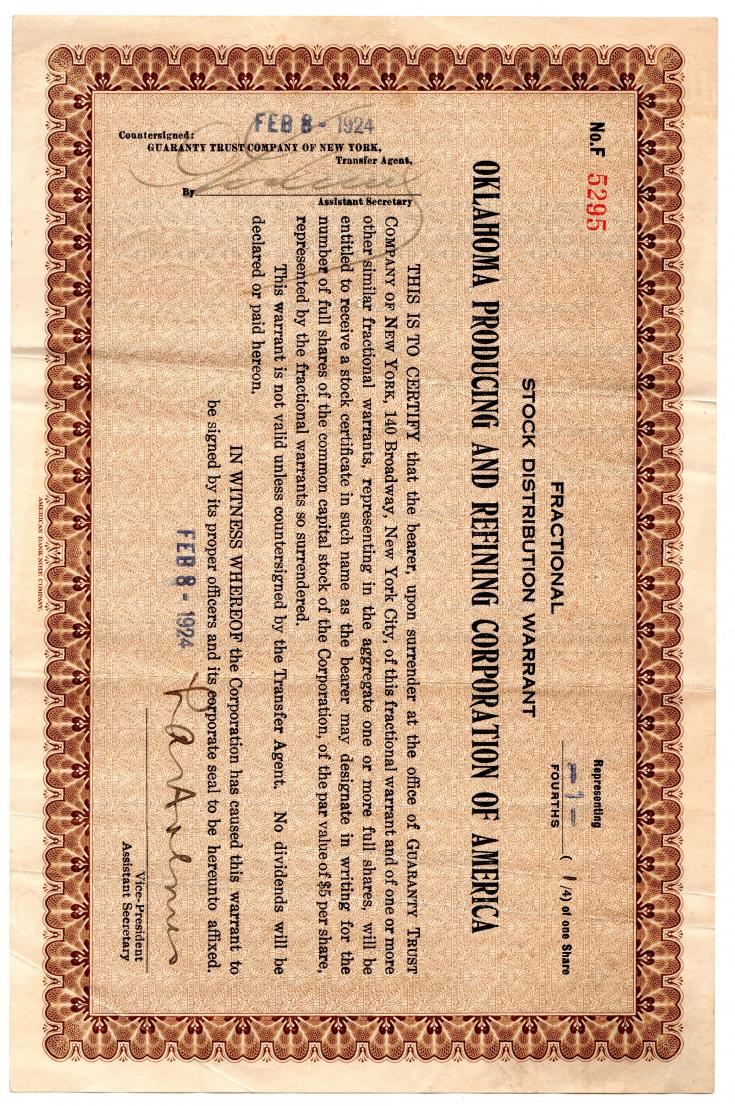 No. F 5295
Representing
- 1 -
FOURTHS ( 1 /4) of one Share
FRACTIONAL
STOCK DISTRIBUTION WARRANT
OKLAHOMA PRODUCING AND REFINING CORPORATION OF AMERICA
THIS IS TO CERTIFY that the bearer, upon surrender at the office of GUARANTY TRUST
COMPANY OF NEW YORK, 140 Broadway, New York City, of this fractional warrant and of one or more
other similar fractional warrants, representing in the aggregate one or more full shares, will be
entitled to receive a stock certificate in such name as the bearer may designate in writing for the
number of full shares of the common capital stock of the Corporation, of the par value of $5 per share,
represented by the fractional warrants so surrendered.
This warrant is not valid unless countersigned by the Transfer Agent. No dividends will be
declared or paid hereon.
IN WITNESS WHEREOF the Corporation has caused this warrant to
be signed by its proper officers and its corporate seal to be hereunto affixed.
FEB 8 - 1924
Vice-President
Assistant Secretary
FEB 8 - 1924
Countersigned:
GUARANTY TRUST COMPANY OF NEW YORK,
Transfer Agent,
By
Assistant Secretary
AMERICAN BANK NOTE COMPANY.